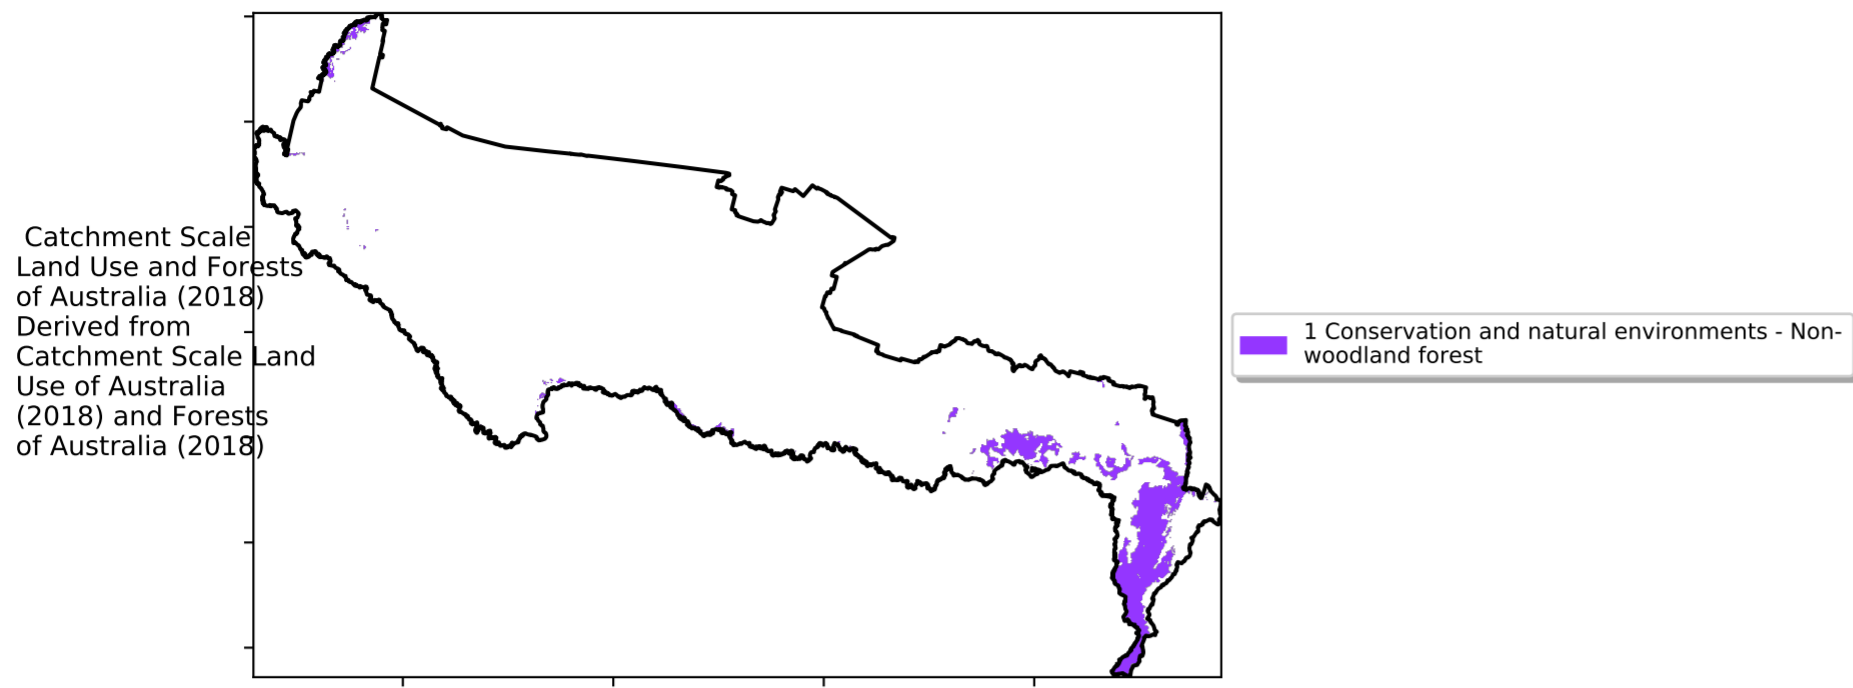 Catchment Scale
Land Use and Forests
of Australia (2018)
Derived from
Catchment Scale Land
Use of Australia
(2018) and Forests
of Australia (2018)
1 Conservation and natural environments - Non-
woodland forest